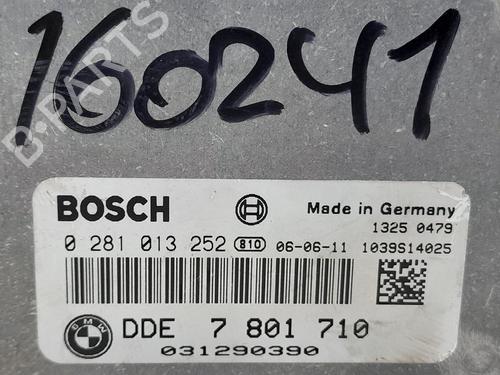 160241
B-PARTS
BOSCH Made in Germany
1325 0479
0 281 013 252 810 06-06-11 1039S14025
BMW DDE 7 801 710
031290390